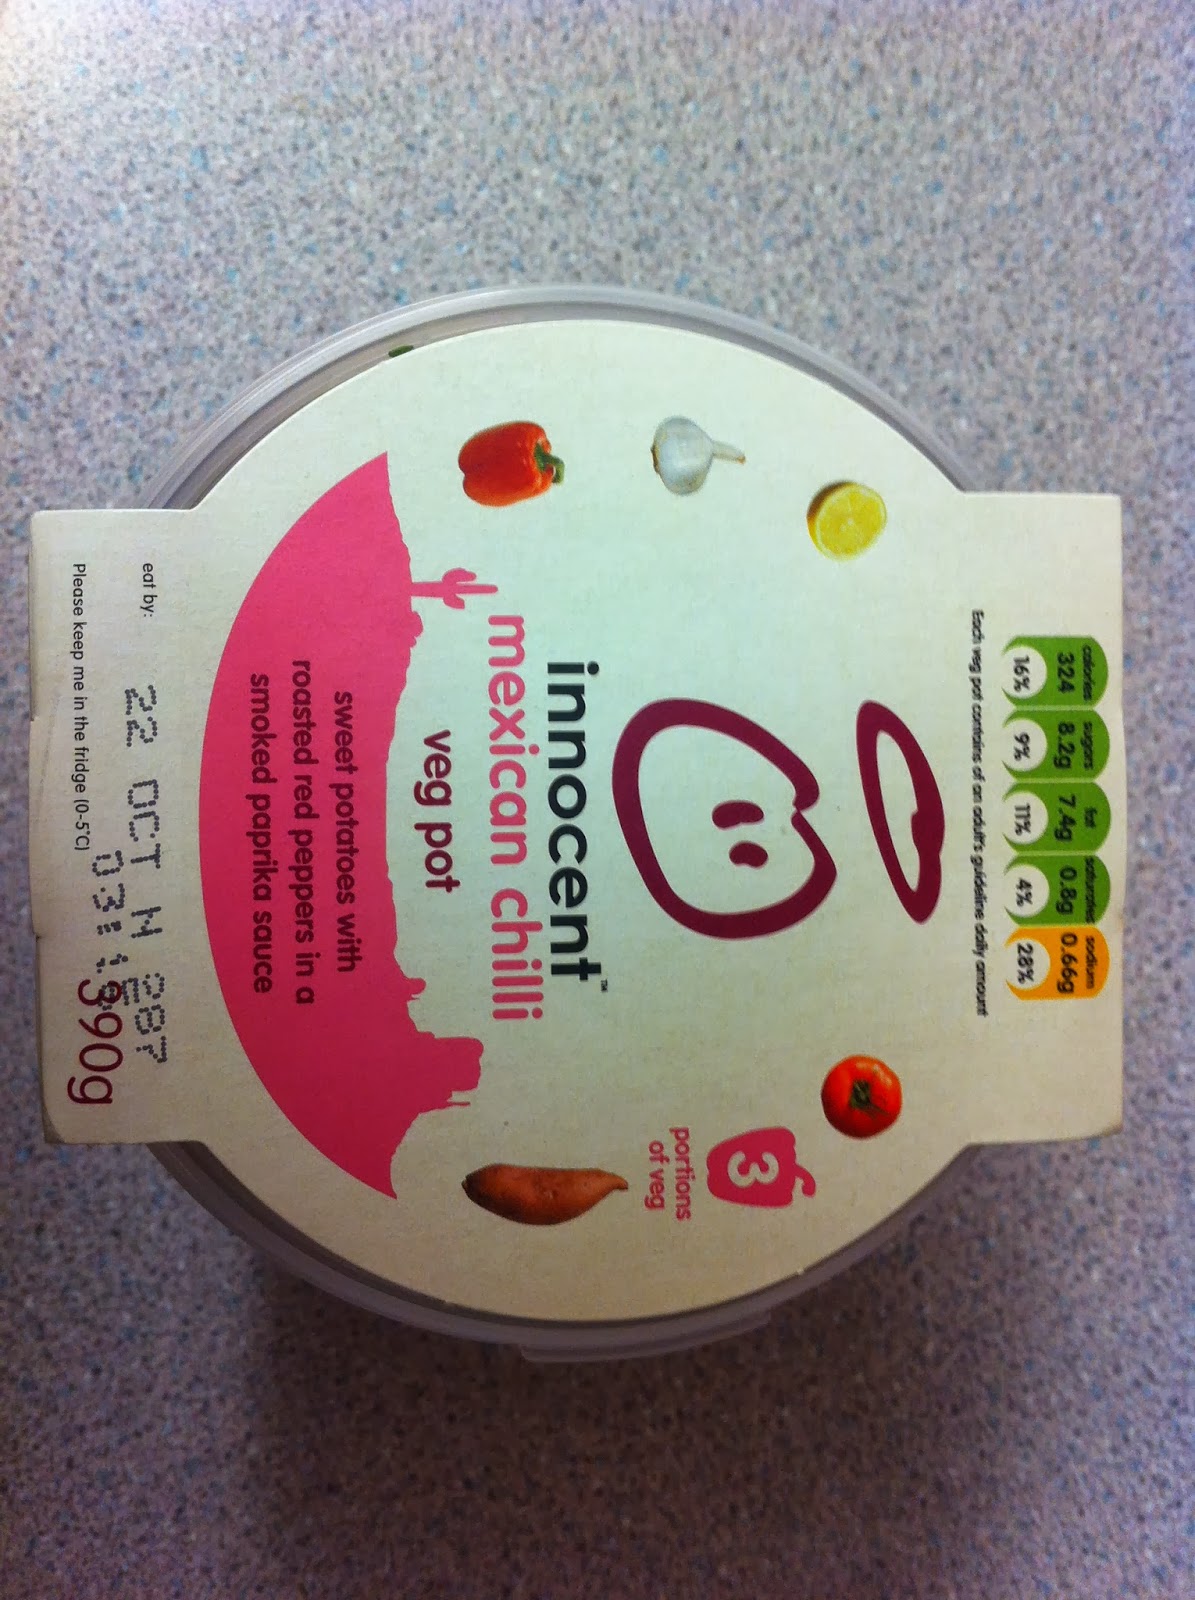 calories sugars fat saturates sodium
324 8.2g 7.4g 0.8g 0.66g
16% 9% 11% 4% 28%
Each veg pot contains of an adult's guideline daily amount
3
portions
of veg
innocent™
mexican chilli
veg pot
sweet potatoes with
roasted red peppers in a
smoked paprika sauce
eat by:
22 OCT N 287
Please keep me in the fridge (0-5°C)
390g